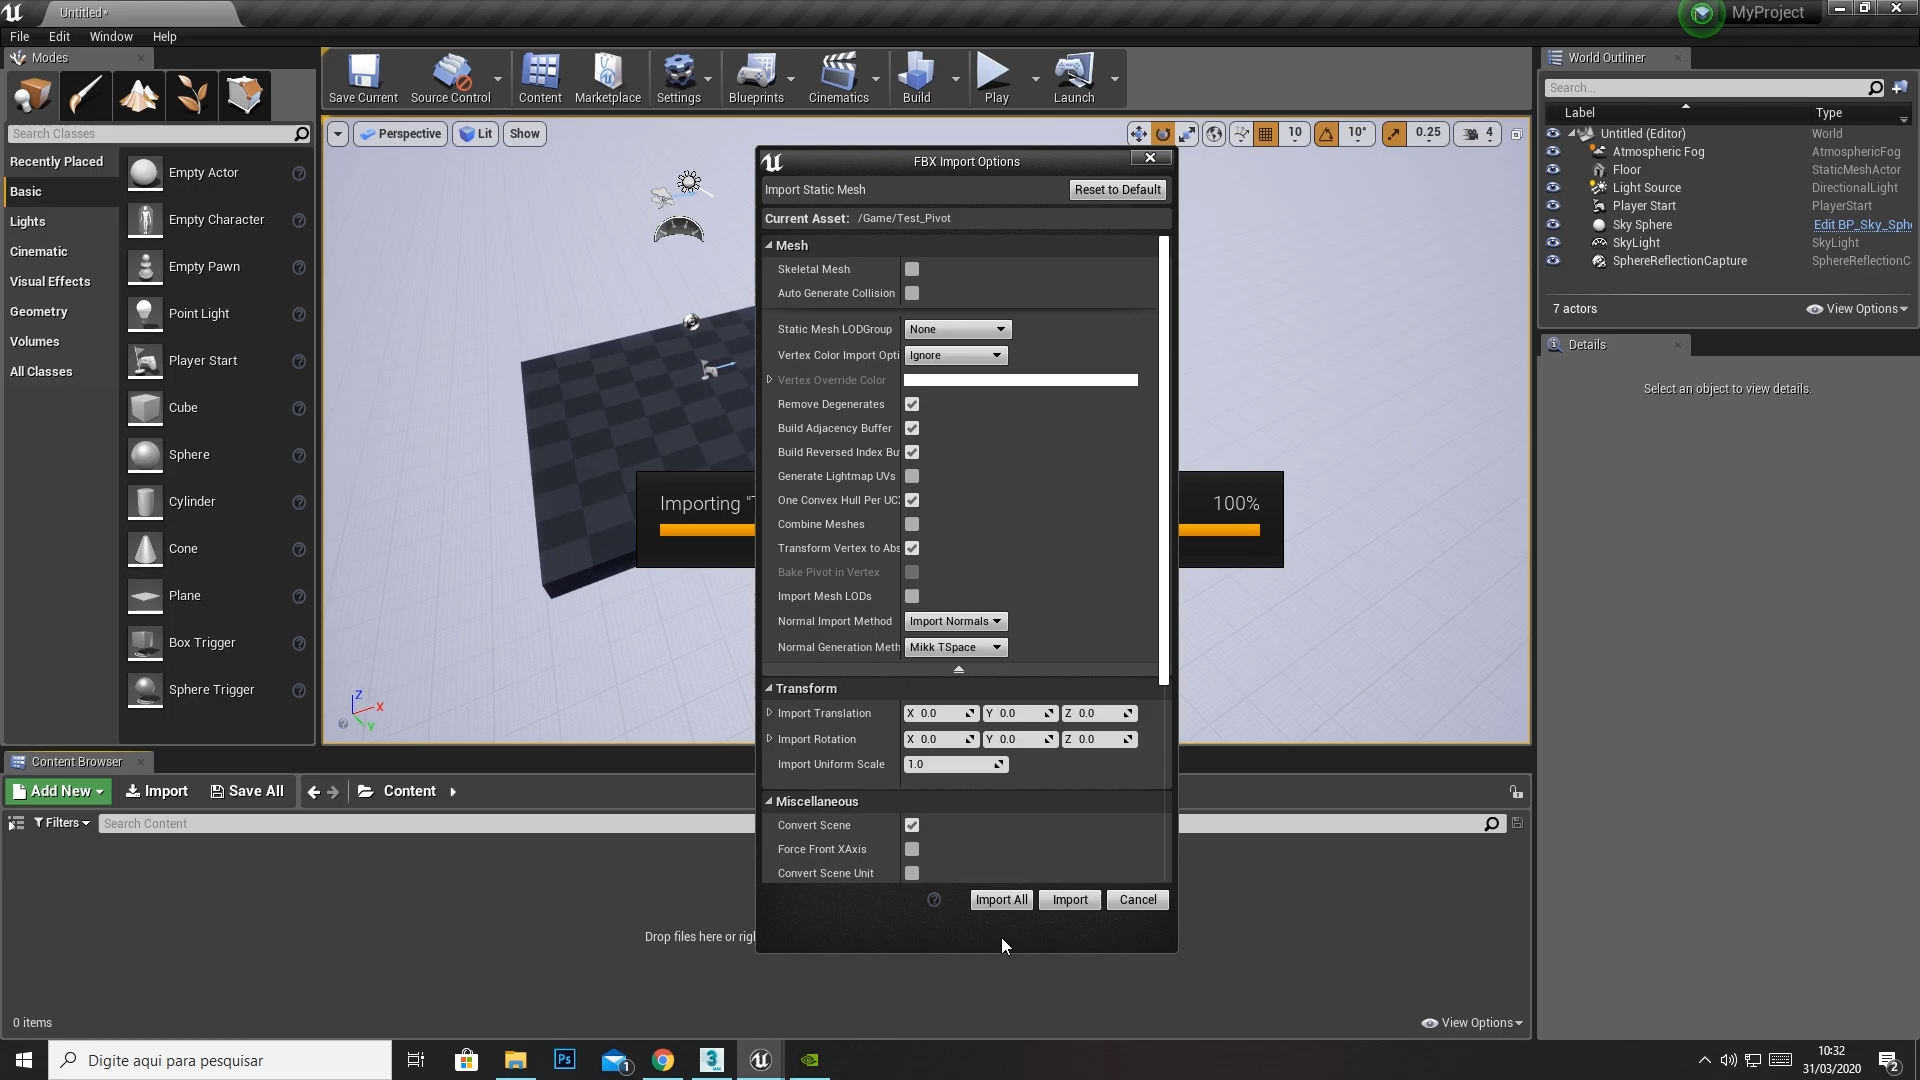 Untitled*
MyProject
File Edit Window Help
Modes
Save Current Source Control Content Marketplace Settings Blueprints Cinematics Build Play Launch
Search Classes
Recently Placed
Basic
Lights
Cinematic
Visual Effects
Geometry
Volumes
All Classes
Empty Actor
Empty Character
Empty Pawn
Point Light
Player Start
Cube
Sphere
Cylinder
Cone
Plane
Box Trigger
Sphere Trigger
Perspective Lit Show
10 10° 0.25 4
Z
X
Y
Importing "T
100%
FBX Import Options
Import Static Mesh Reset to Default
Current Asset: /Game/Test_Pivot
Mesh
Skeletal Mesh
Auto Generate Collision
Static Mesh LODGroup None
Vertex Color Import Opti Ignore
Vertex Override Color
Remove Degenerates
Build Adjacency Buffer
Build Reversed Index Bu
Generate Lightmap UVs
One Convex Hull Per UC
Combine Meshes
Transform Vertex to Abs
Bake Pivot in Vertex
Import Mesh LODs
Normal Import Method Import Normals
Normal Generation Meth Mikk TSpace
Transform
Import Translation X 0.0 Y 0.0 Z 0.0
Import Rotation X 0.0 Y 0.0 Z 0.0
Import Uniform Scale 1.0
Miscellaneous
Convert Scene
Force Front XAxis
Convert Scene Unit
Import All Import Cancel
World Outliner
Search...
Label Type
Untitled (Editor) World
Atmospheric Fog AtmosphericFog
Floor StaticMeshActor
Light Source DirectionalLight
Player Start PlayerStart
Sky Sphere Edit BP_Sky_Sph
SkyLight SkyLight
SphereReflectionCapture SphereReflectionC
7 actors View Options
Details
Select an object to view details.
Content Browser
Add New Import Save All Content
Filters Search Content
Drop files here or righ
0 items View Options
Digite aqui para pesquisar
Ps
1
3
MAX
10:32
31/03/2020
2